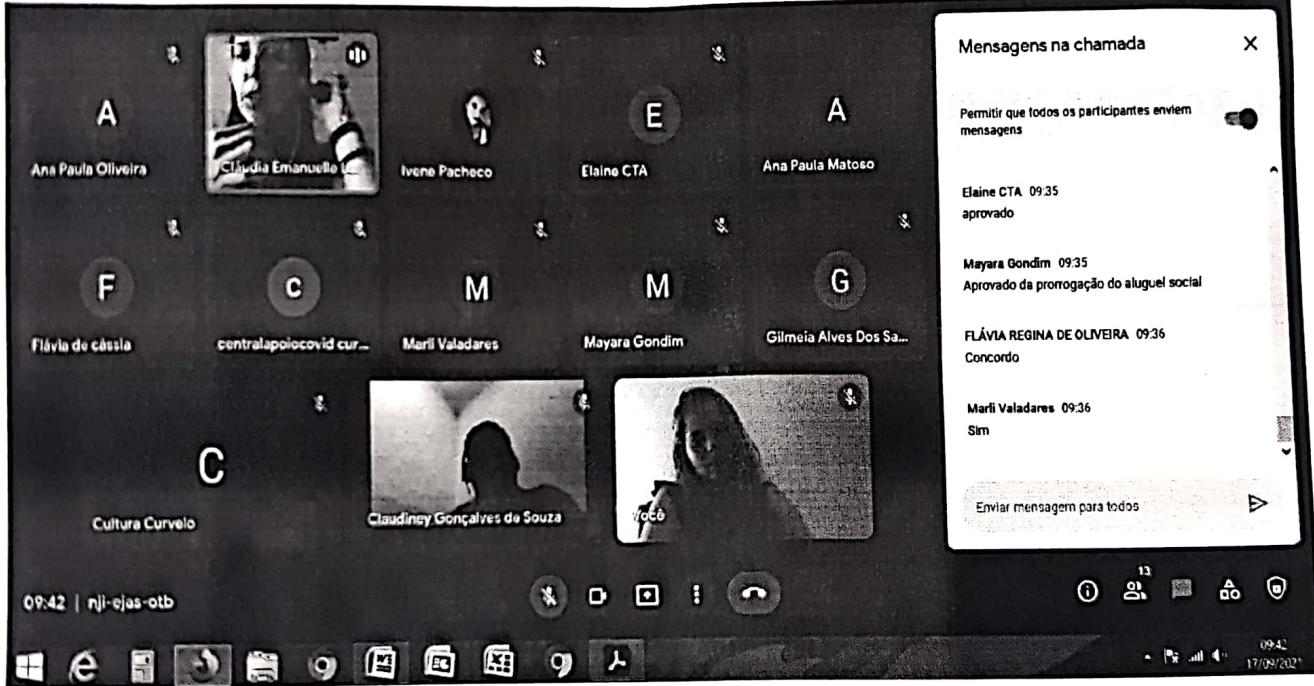 A
Ana Paula Oliveira
Cláudia Emanuelle L...
Ivone Pacheco
E
Elaine CTA
A
Ana Paula Matoso
F
Flávia de cássia
c
centralapoiocovid cur...
M
Marli Valadares
M
Mayara Gondim
G
Gilmeia Alves Dos Sa...
C
Cultura Curvelo
Claudiney Gonçalves de Souza
Você
09:42 | nji-ejas-otb
Mensagens na chamada
Permitir que todos os participantes enviem
mensagens
Elaine CTA 09:35
aprovado
Mayara Gondim 09:35
Aprovado da prorrogação do aluguel social
FLÁVIA REGINA DE OLIVEIRA 09:36
Concordo
Marli Valadares 09:36
Sim
Enviar mensagem para todos
13
09:42
17/09/2021